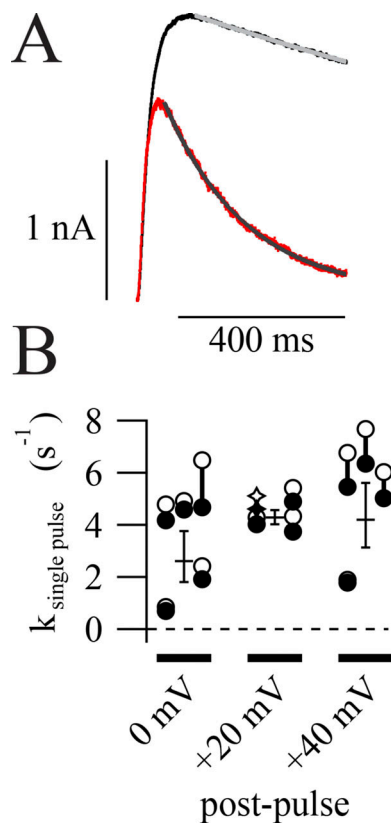 A
1 nA
400 ms
B
k single pulse (s-1)
8
6
4
2
0
0 mV
+20 mV
+40 mV
post-pulse